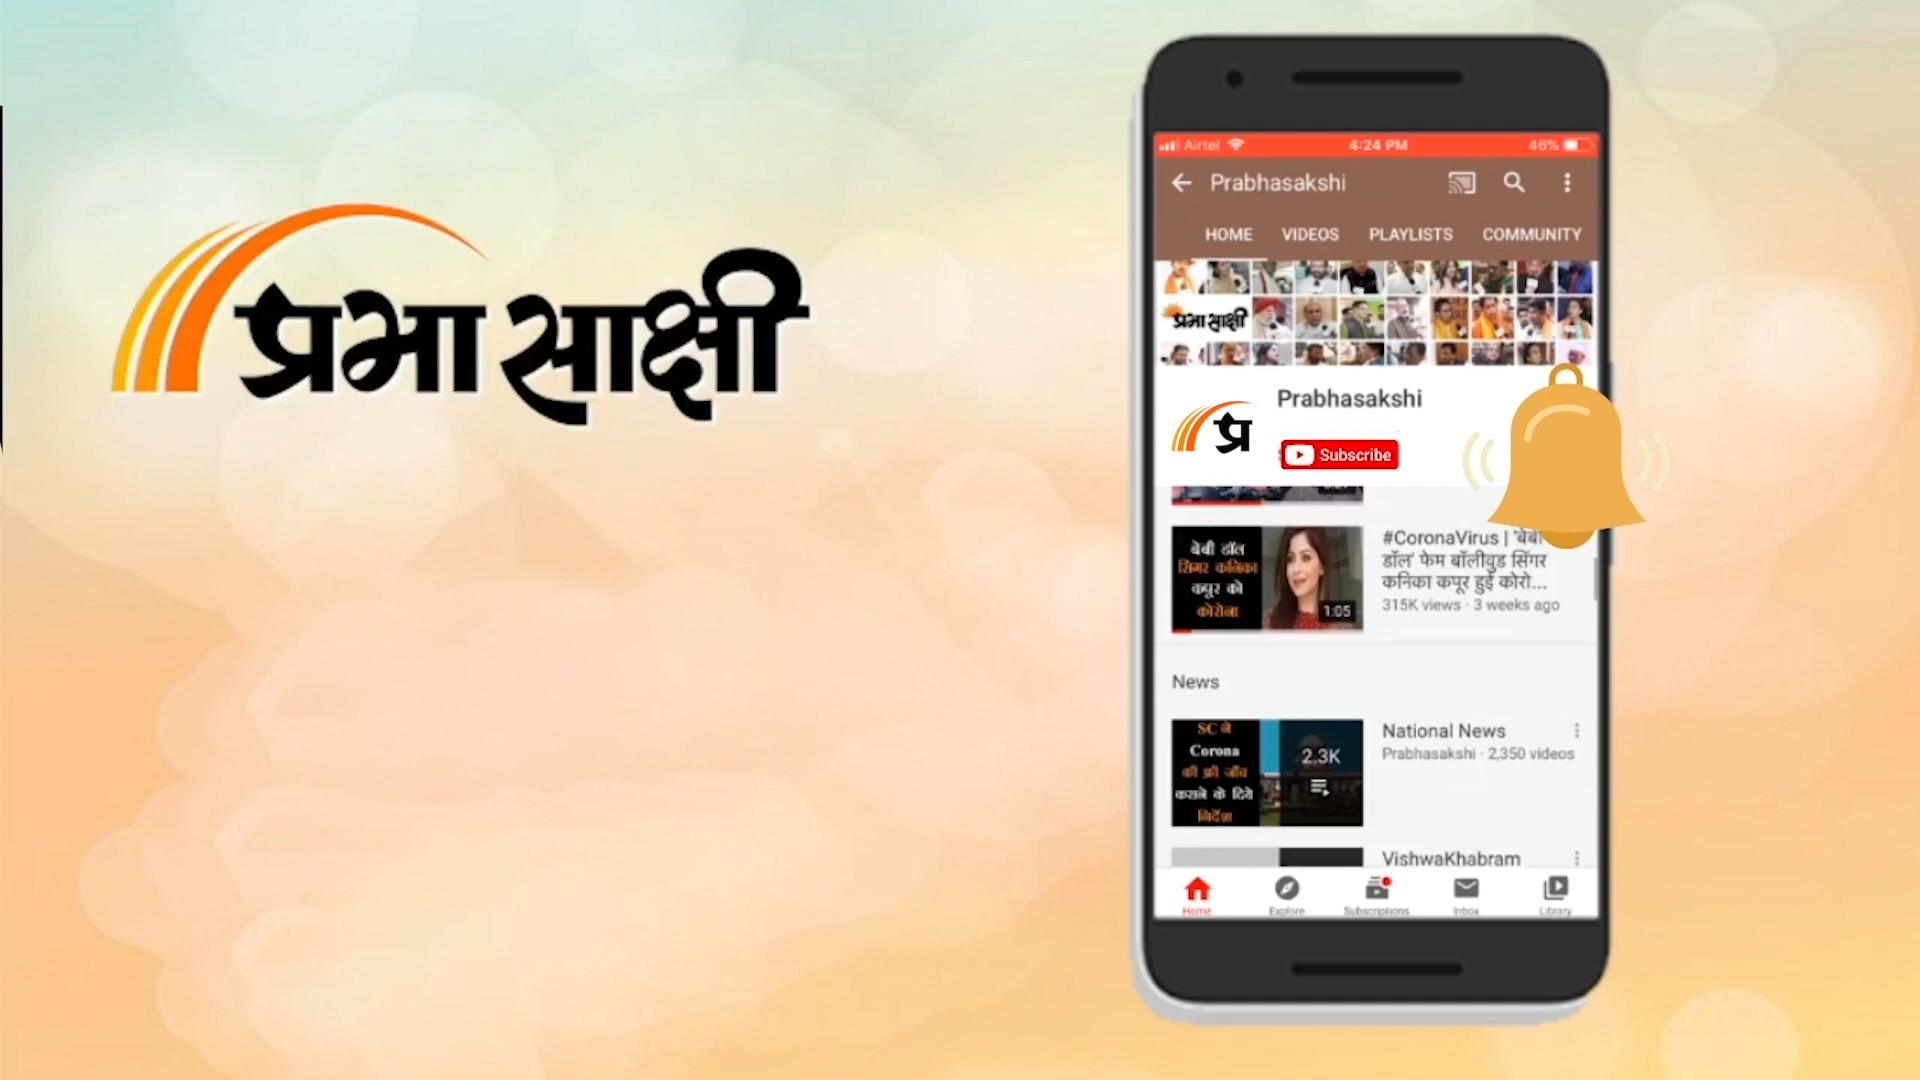 प्रभा साक्षी
Airtel 4:24 PM 46%
Prabhasakshi
HOME VIDEOS PLAYLISTS COMMUNITY
प्रभा साक्षी
Prabhasakshi
प्र
Subscribe
बेबी डॉल
सिंगर कनिका
कपूर को
कोरोना
1:05
#CoronaVirus | 'बेबी
डॉल' फेम बॉलीवुड सिंगर
कनिका कपूर हुई कोरो...
315K views · 3 weeks ago
News
SC ने
Corona
की फ्री जाँच
कराने के दिये
निर्देश
2.3K
National News
Prabhasakshi · 2,350 videos
VishwaKhabram
Home Explore Subscriptions Inbox Library